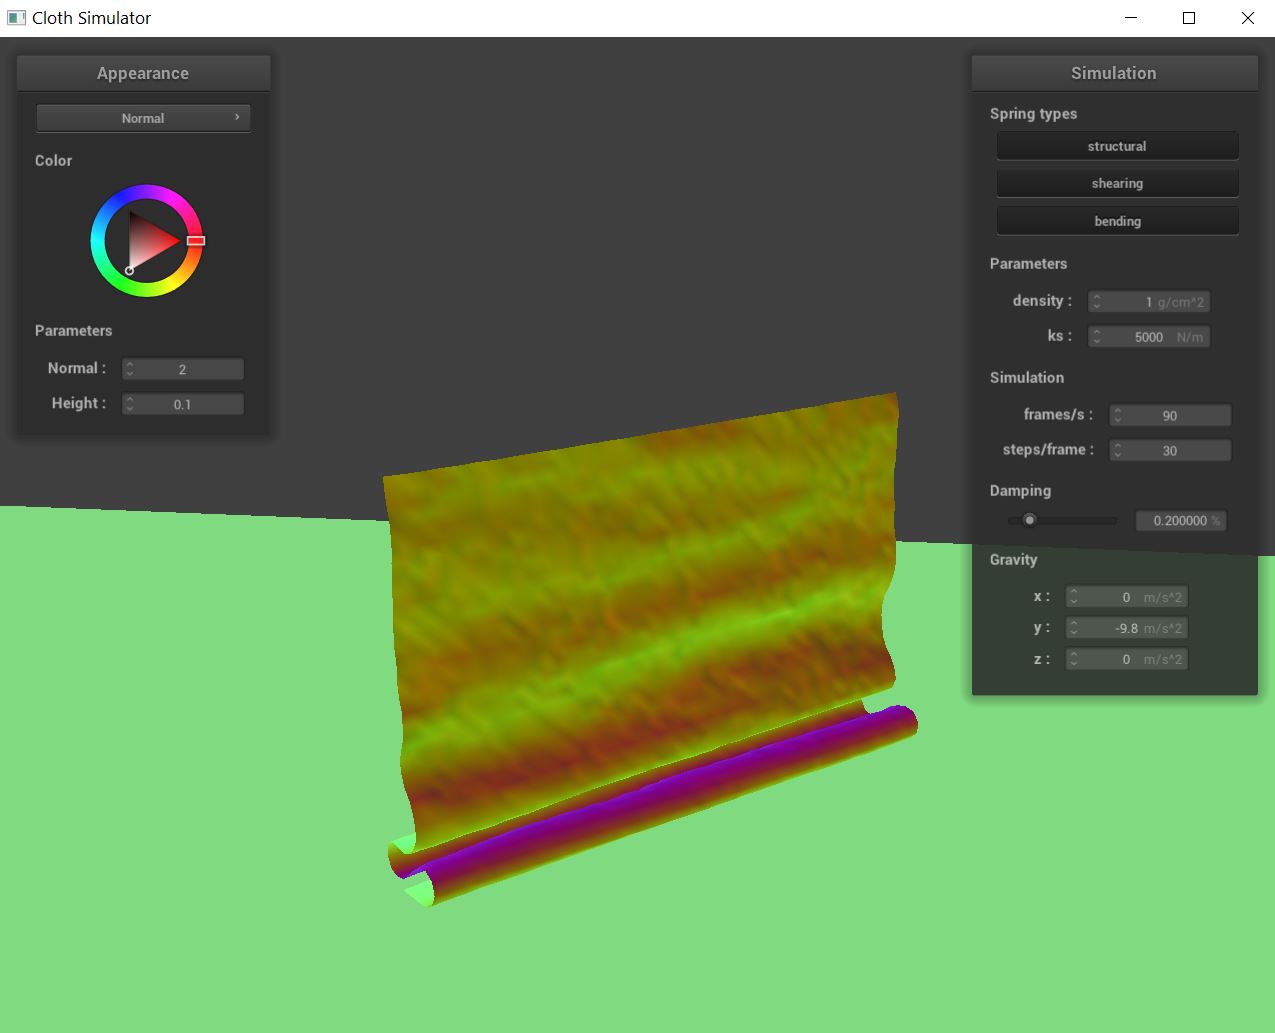 Cloth Simulator
Appearance
Normal
Color
Parameters
Normal : 2
Height : 0.1
Simulation
Spring types
structural
shearing
bending
Parameters
density : 1 g/cm^2
ks : 5000 N/m
Simulation
frames/s : 90
steps/frame : 30
Damping
0.200000 %
Gravity
x : 0 m/s^2
y : -9.8 m/s^2
z : 0 m/s^2